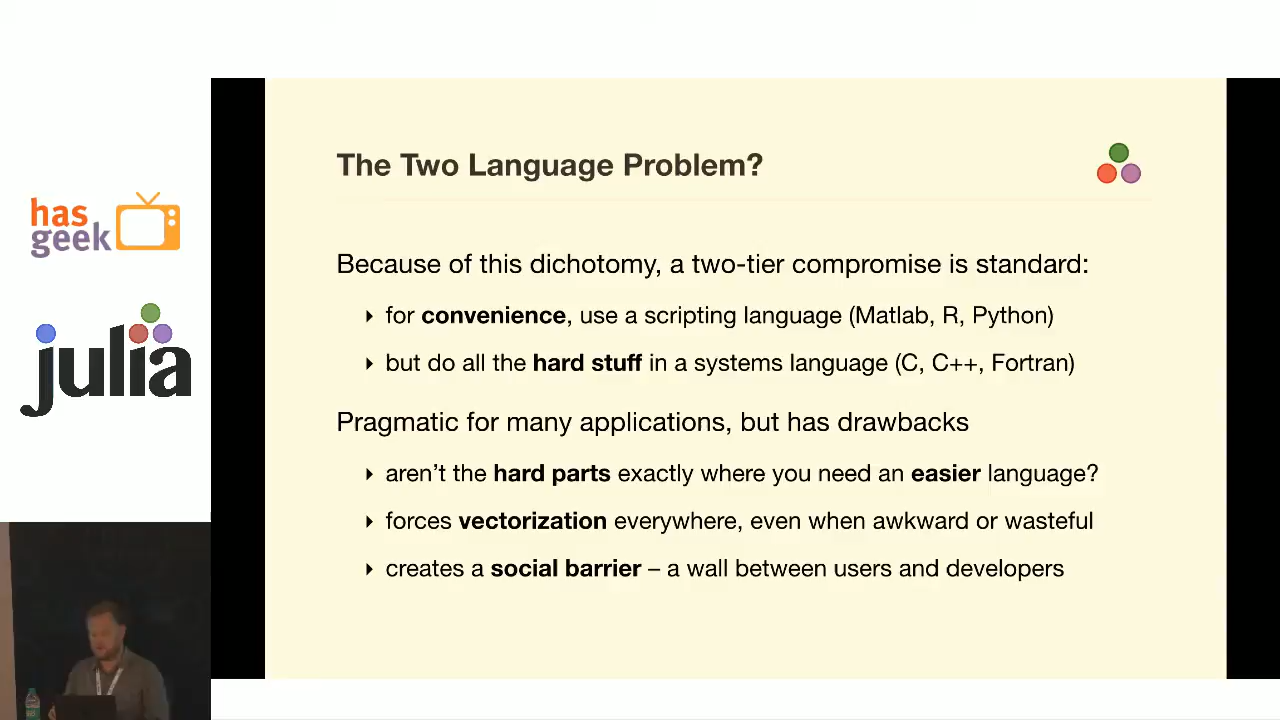 has
geek
julia
The Two Language Problem?
Because of this dichotomy, a two-tier compromise is standard:
‣ for convenience, use a scripting language (Matlab, R, Python)
‣ but do all the hard stuff in a systems language (C, C++, Fortran)
Pragmatic for many applications, but has drawbacks
‣ aren’t the hard parts exactly where you need an easier language?
‣ forces vectorization everywhere, even when awkward or wasteful
‣ creates a social barrier – a wall between users and developers